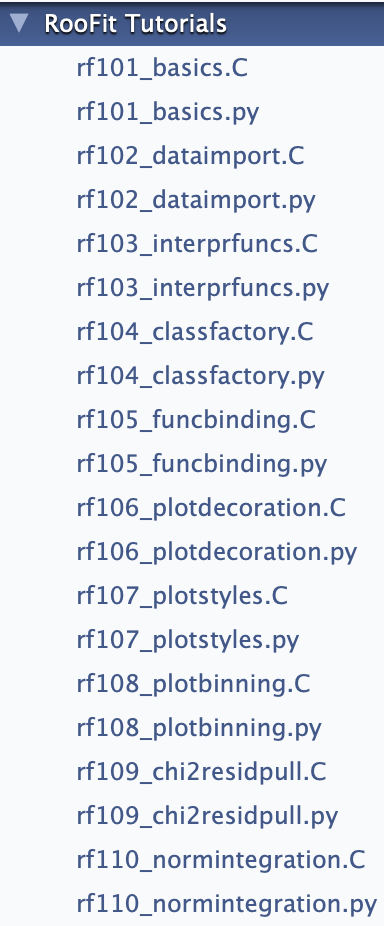 RooFit Tutorials
rf101_basics.C
rf101_basics.py
rf102_dataimport.C
rf102_dataimport.py
rf103_interprfuncs.C
rf103_interprfuncs.py
rf104_classfactory.C
rf104_classfactory.py
rf105_funcbinding.C
rf105_funcbinding.py
rf106_plotdecoration.C
rf106_plotdecoration.py
rf107_plotstyles.C
rf107_plotstyles.py
rf108_plotbinning.C
rf108_plotbinning.py
rf109_chi2residpull.C
rf109_chi2residpull.py
rf110_normintegration.C
rf110_normintegration.py